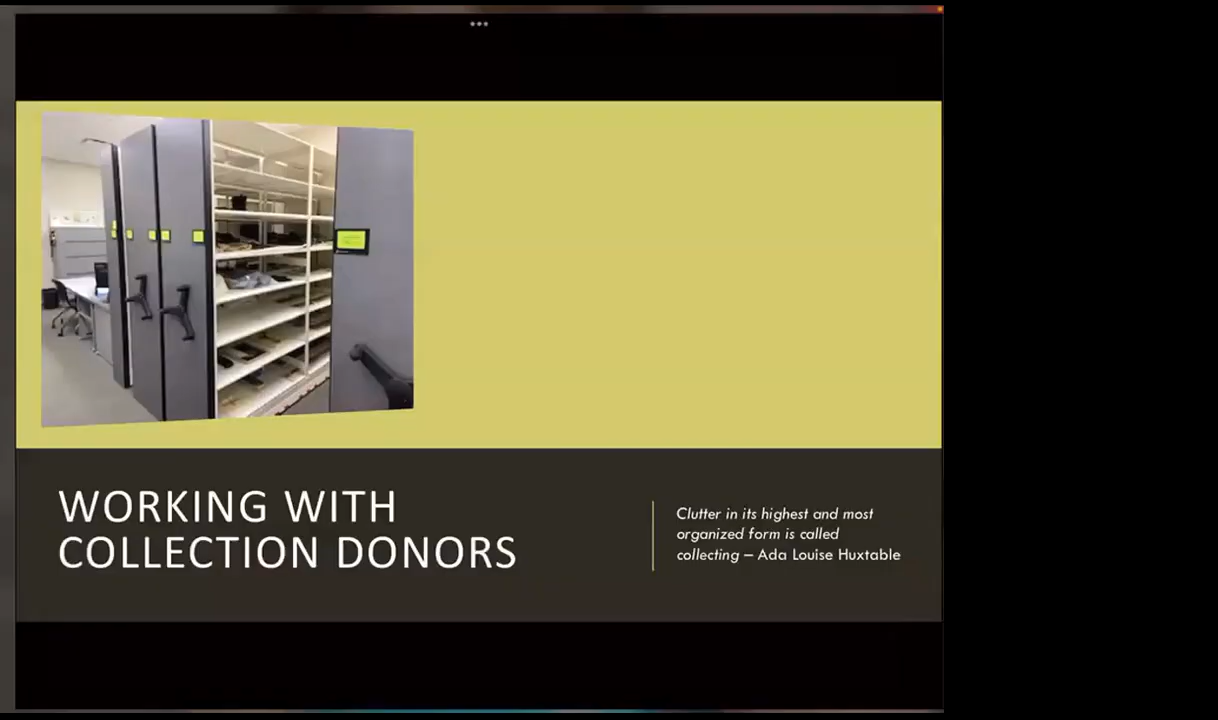 WORKING WITH
COLLECTION DONORS
Clutter in its highest and most
organized form is called
collecting – Ada Louise Huxtable